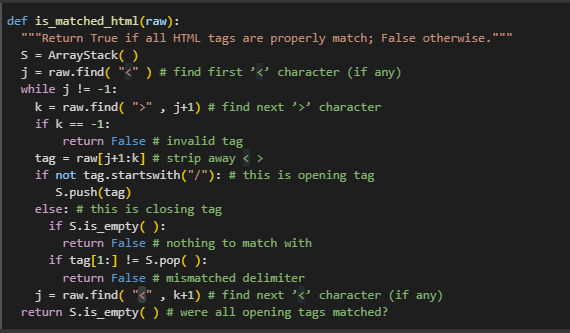 def is_matched_html(raw):
"""Return True if all HTML tags are properly match; False otherwise."""
S = ArrayStack( )
j = raw.find( "<" ) # find first ’<’ character (if any)
while j != -1:
k = raw.find( ">" , j+1) # find next ’>’ character
if k == -1:
return False # invalid tag
tag = raw[j+1:k] # strip away < >
if not tag.startswith("/"): # this is opening tag
S.push(tag)
else: # this is closing tag
if S.is_empty( ):
return False # nothing to match with
if tag[1:] != S.pop( ):
return False # mismatched delimiter
j = raw.find( "<" , k+1) # find next ’<’ character (if any)
return S.is_empty( ) # were all opening tags matched?